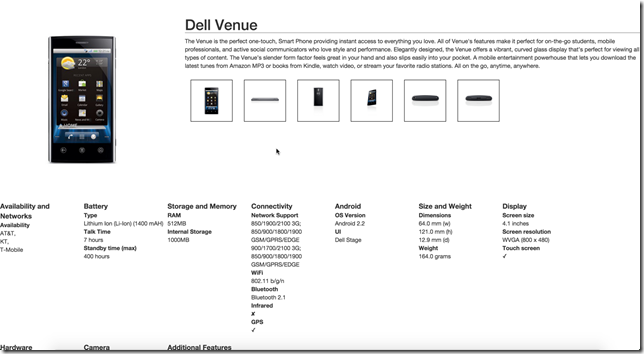 Dell Venue
The Venue is the perfect one-touch, Smart Phone providing instant access to everything you love. All of Venue's features make it perfect for on-the-go students, mobile
professionals, and active social communicators who love style and performance. Elegantly designed, the Venue offers a vibrant, curved glass display that's perfect for viewing all
types of content. The Venue's slender form factor feels great in your hand and also slips easily into your pocket. A mobile entertainment powerhouse that lets you download the
latest tunes from Amazon MP3 or books from Kindle, watch video, or stream your favorite radio stations. All on the go, anytime, anywhere.
22°
Availability and
Networks
Availability
AT&T,
KT,
T-Mobile
Battery
Type
Lithium Ion (Li-Ion) (1400 mAH)
Talk Time
7 hours
Standby time (max)
400 hours
Storage and Memory
RAM
512MB
Internal Storage
1000MB
Connectivity
Network Support
850/1900/2100 3G;
850/900/1800/1900
GSM/GPRS/EDGE
900/1700/2100 3G;
850/900/1800/1900
GSM/GPRS/EDGE
WiFi
802.11 b/g/n
Bluetooth
Bluetooth 2.1
Infrared
✘
GPS
✓
Android
OS Version
Android 2.2
UI
Dell Stage
Size and Weight
Dimensions
64.0 mm (w)
121.0 mm (h)
12.9 mm (d)
Weight
164.0 grams
Display
Screen size
4.1 inches
Screen resolution
WVGA (800 x 480)
Touch screen
✓
Hardware
Camera
Additional Features